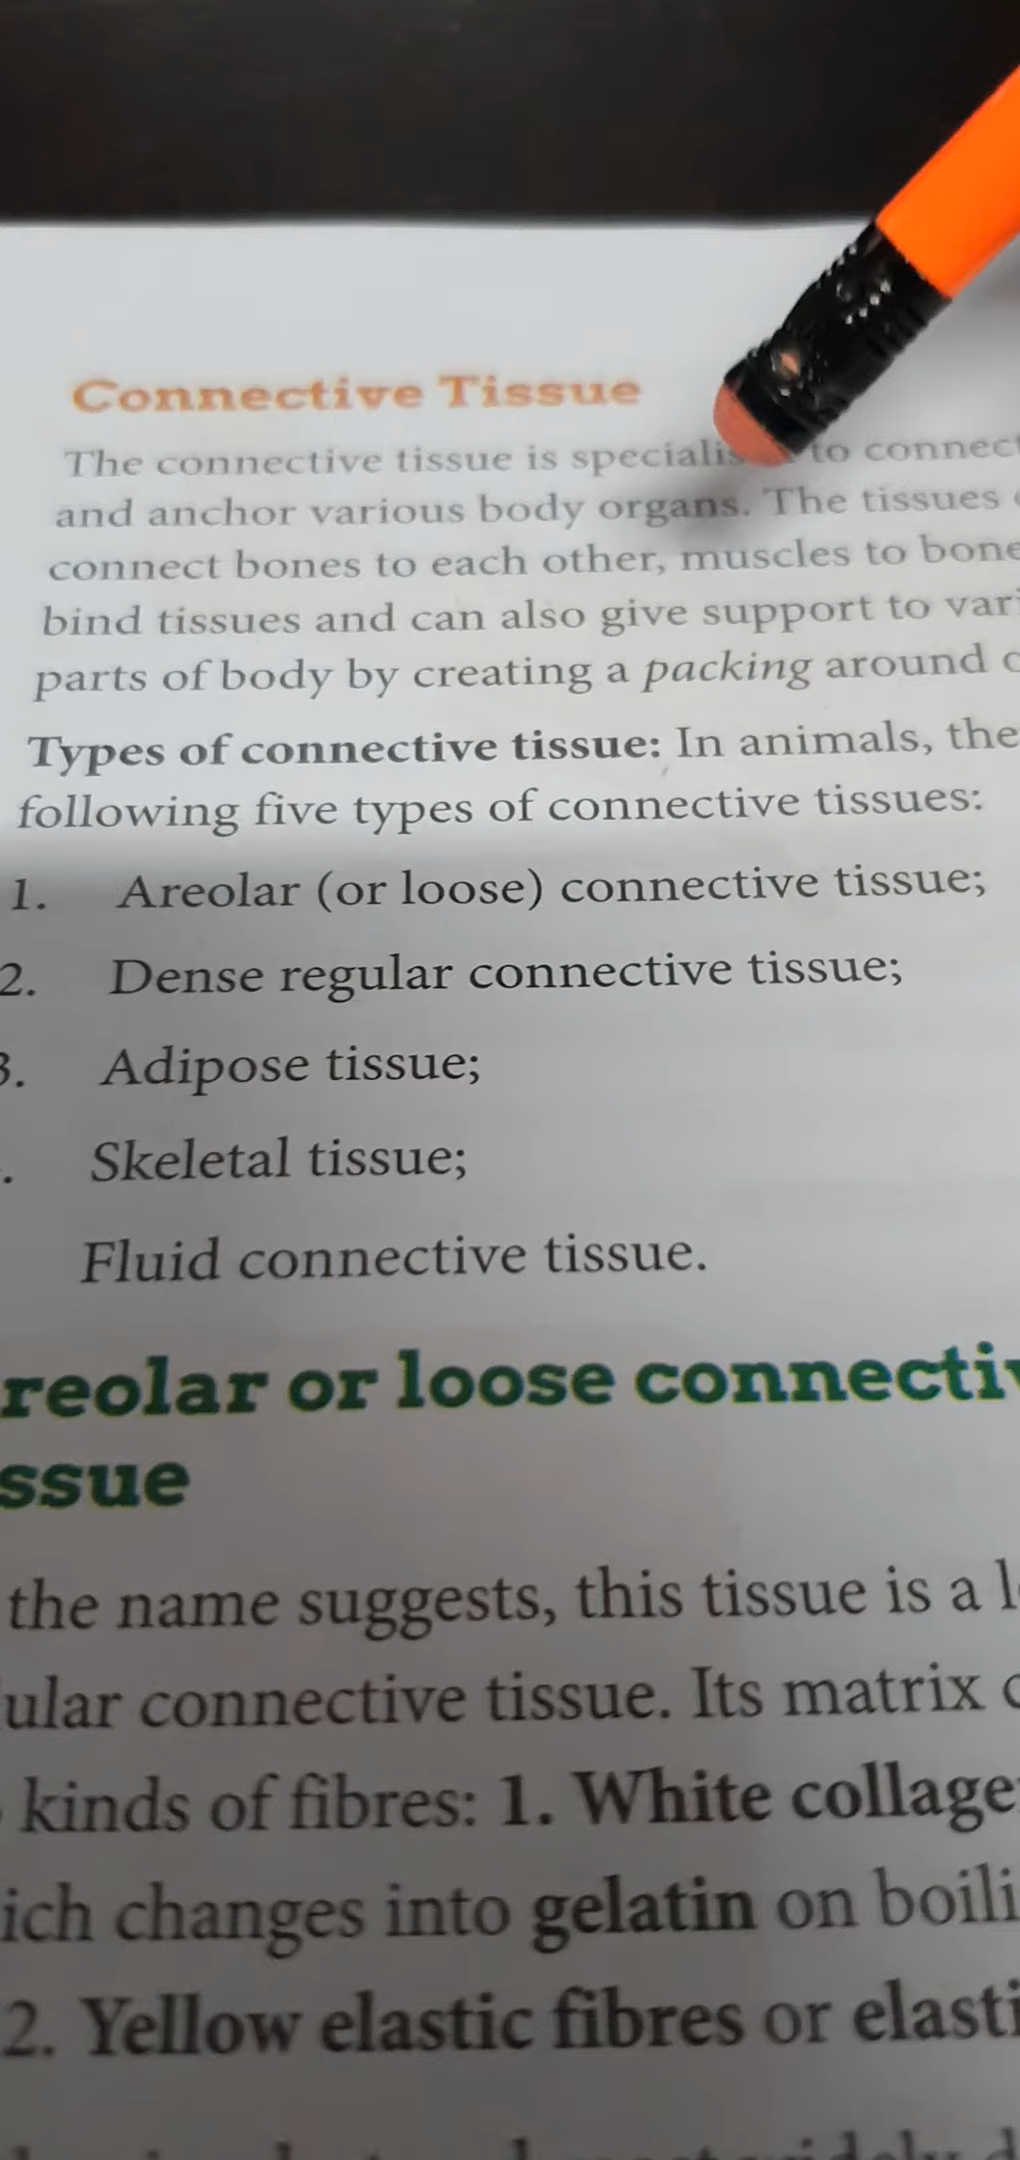 Connective Tissue
The connective tissue is to connect
and anchor various body organs. The tissues
connect bones to each other, muscles to bone
bind tissues and can also give support to vari
parts of body by creating a packing around
Types of connective tissue: In animals, the
following five types of connective tissues:
1. Areolar (or loose) connective tissue;
2. Dense regular connective tissue;
3. Adipose tissue;
. Skeletal tissue;
Fluid connective tissue.
reolar or loose connectiv
ssue
the name suggests, this tissue is a l
ular connective tissue. Its matrix
kinds of fibres: 1. White collage
ich changes into gelatin on boili
2. Yellow elastic fibres or elasti